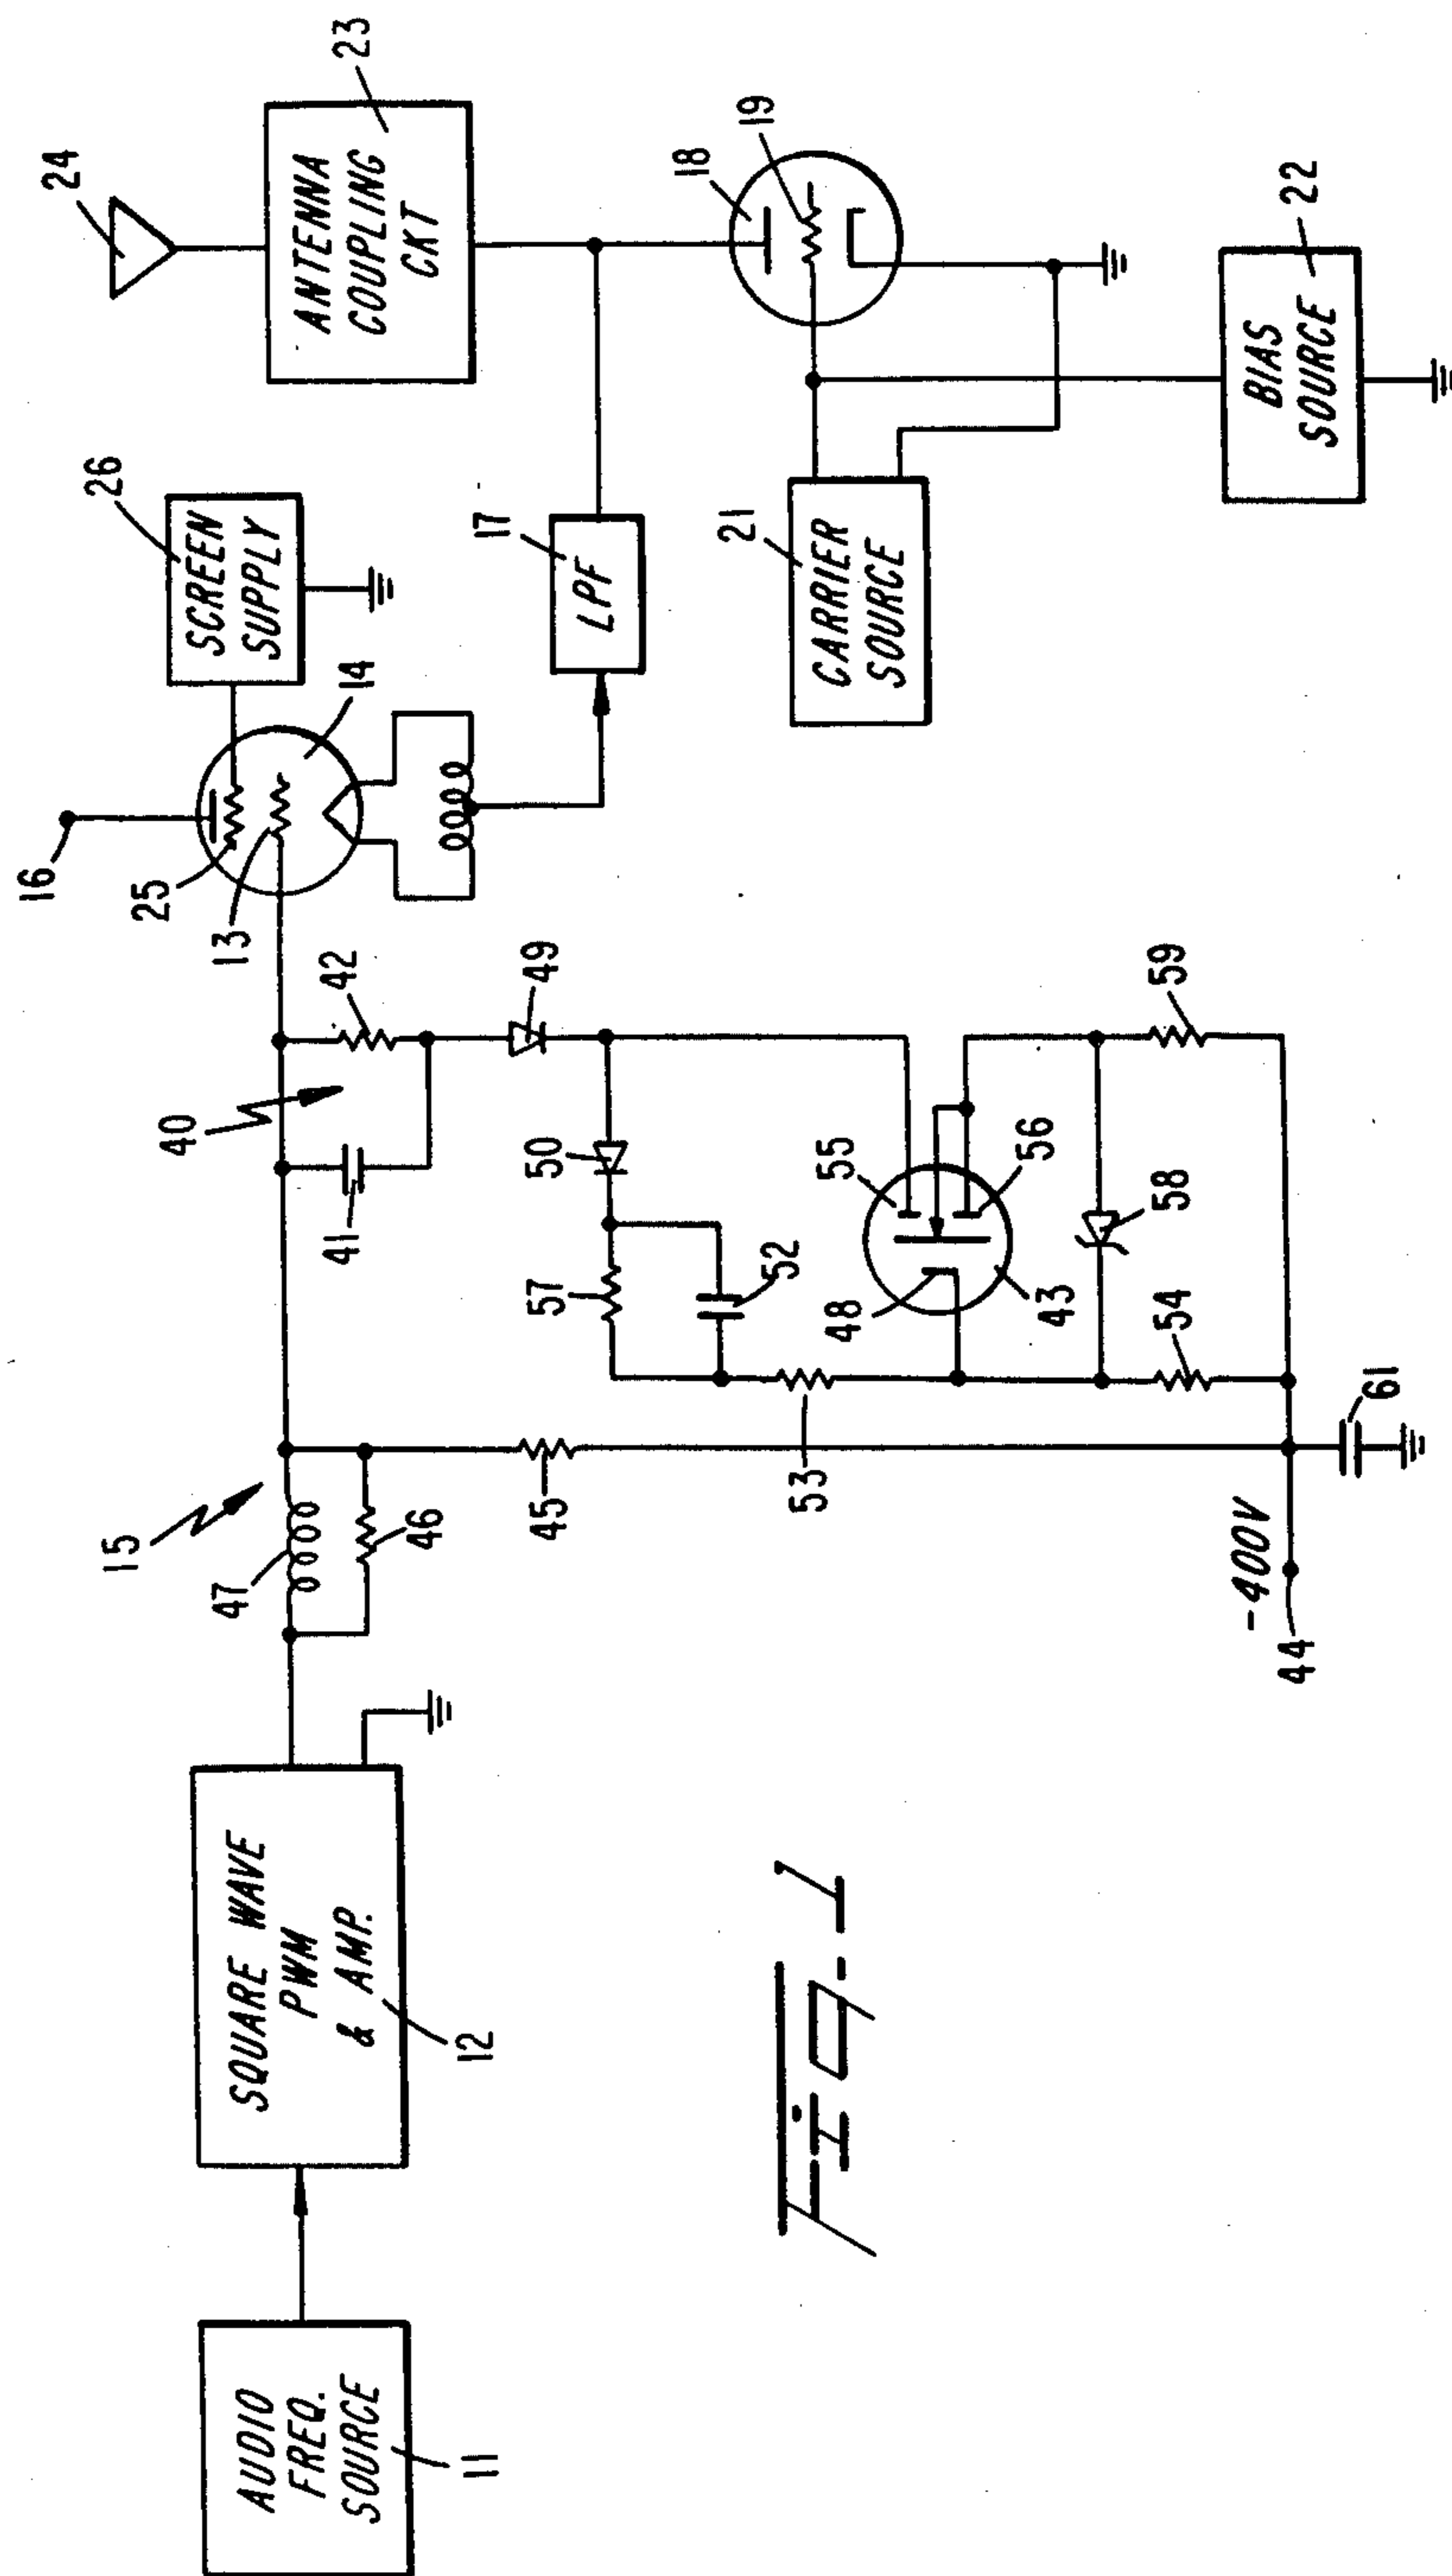 24
ANTENNA
COUPLING
CKT
23
26
SCREEN
SUPPLY
16
25
13
14
17
LPF
18
19
21
CARRIER
SOURCE
BIAS
SOURCE
22
AUDIO
FREQ.
SOURCE
11
SQUARE WAVE
PWM
& AMP.
12
15
47
46
45
40
41
42
49
50
57
52
53
55
56
48
43
58
54
59
-400V
44
61
Fig. 1